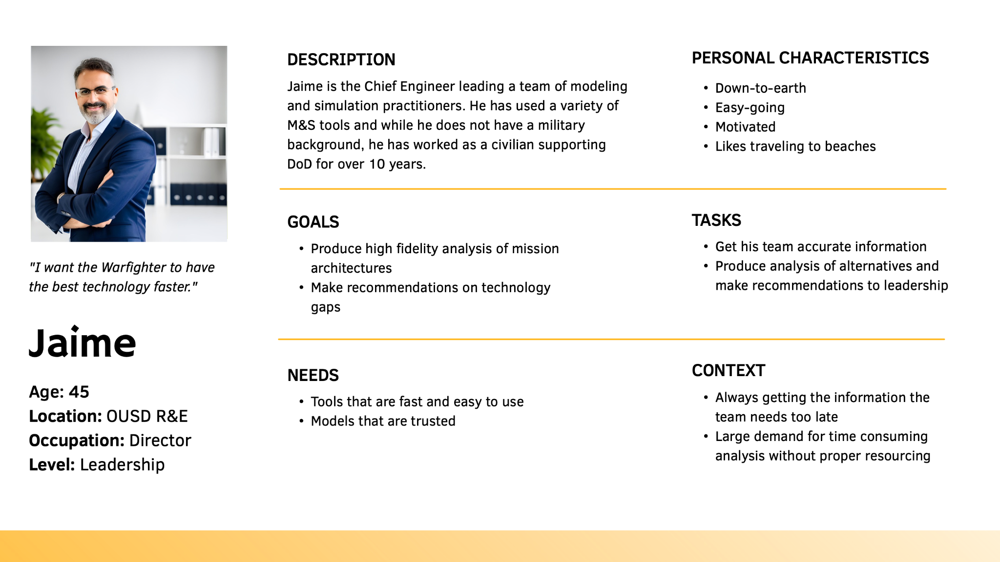 "I want the Warfighter to have
the best technology faster."
Jaime
Age: 45
Location: OUSD R&E
Occupation: Director
Level: Leadership
DESCRIPTION
Jaime is the Chief Engineer leading a team of modeling
and simulation practitioners. He has used a variety of
M&S tools and while he does not have a military
background, he has worked as a civilian supporting
DoD for over 10 years.
PERSONAL CHARACTERISTICS
• Down-to-earth
• Easy-going
• Motivated
• Likes traveling to beaches
GOALS
• Produce high fidelity analysis of mission
architectures
• Make recommendations on technology
gaps
TASKS
• Get his team accurate information
• Produce analysis of alternatives and
make recommendations to leadership
NEEDS
• Tools that are fast and easy to use
• Models that are trusted
CONTEXT
• Always getting the information the
team needs too late
• Large demand for time consuming
analysis without proper resourcing